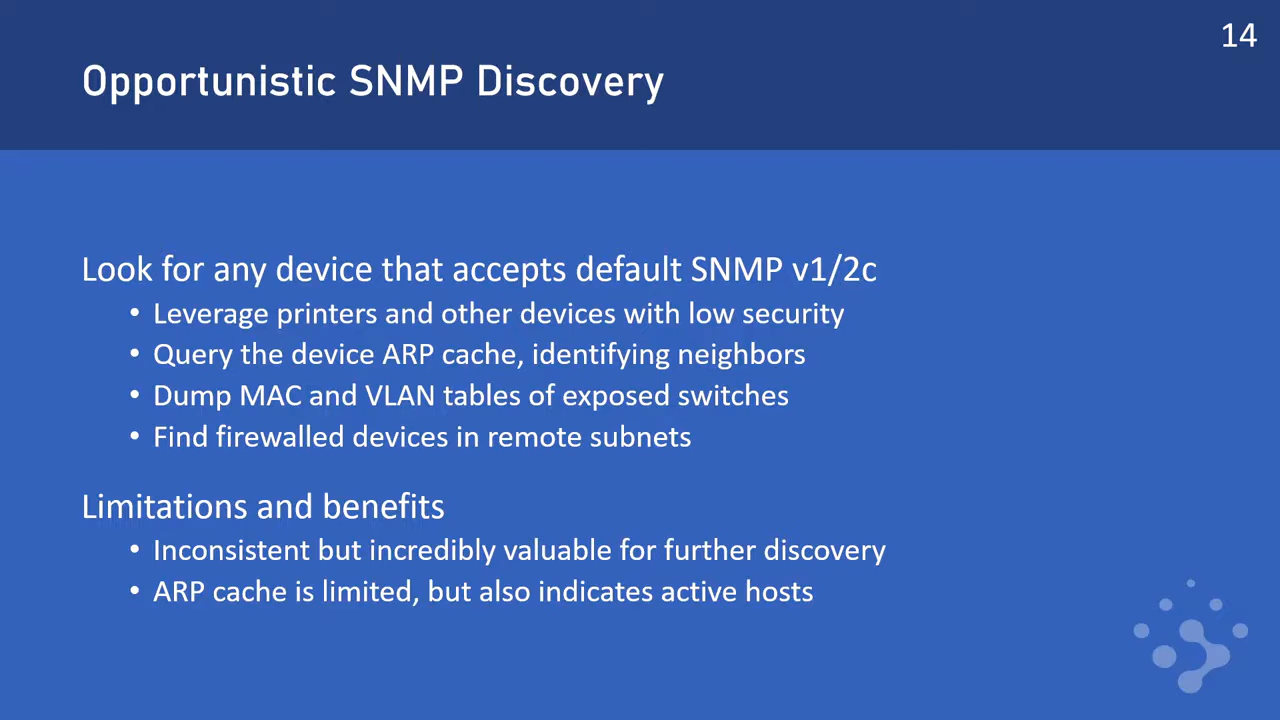 14
Opportunistic SNMP Discovery
Look for any device that accepts default SNMP v1/2c
• Leverage printers and other devices with low security
• Query the device ARP cache, identifying neighbors
• Dump MAC and VLAN tables of exposed switches
• Find firewalled devices in remote subnets
Limitations and benefits
• Inconsistent but incredibly valuable for further discovery
• ARP cache is limited, but also indicates active hosts